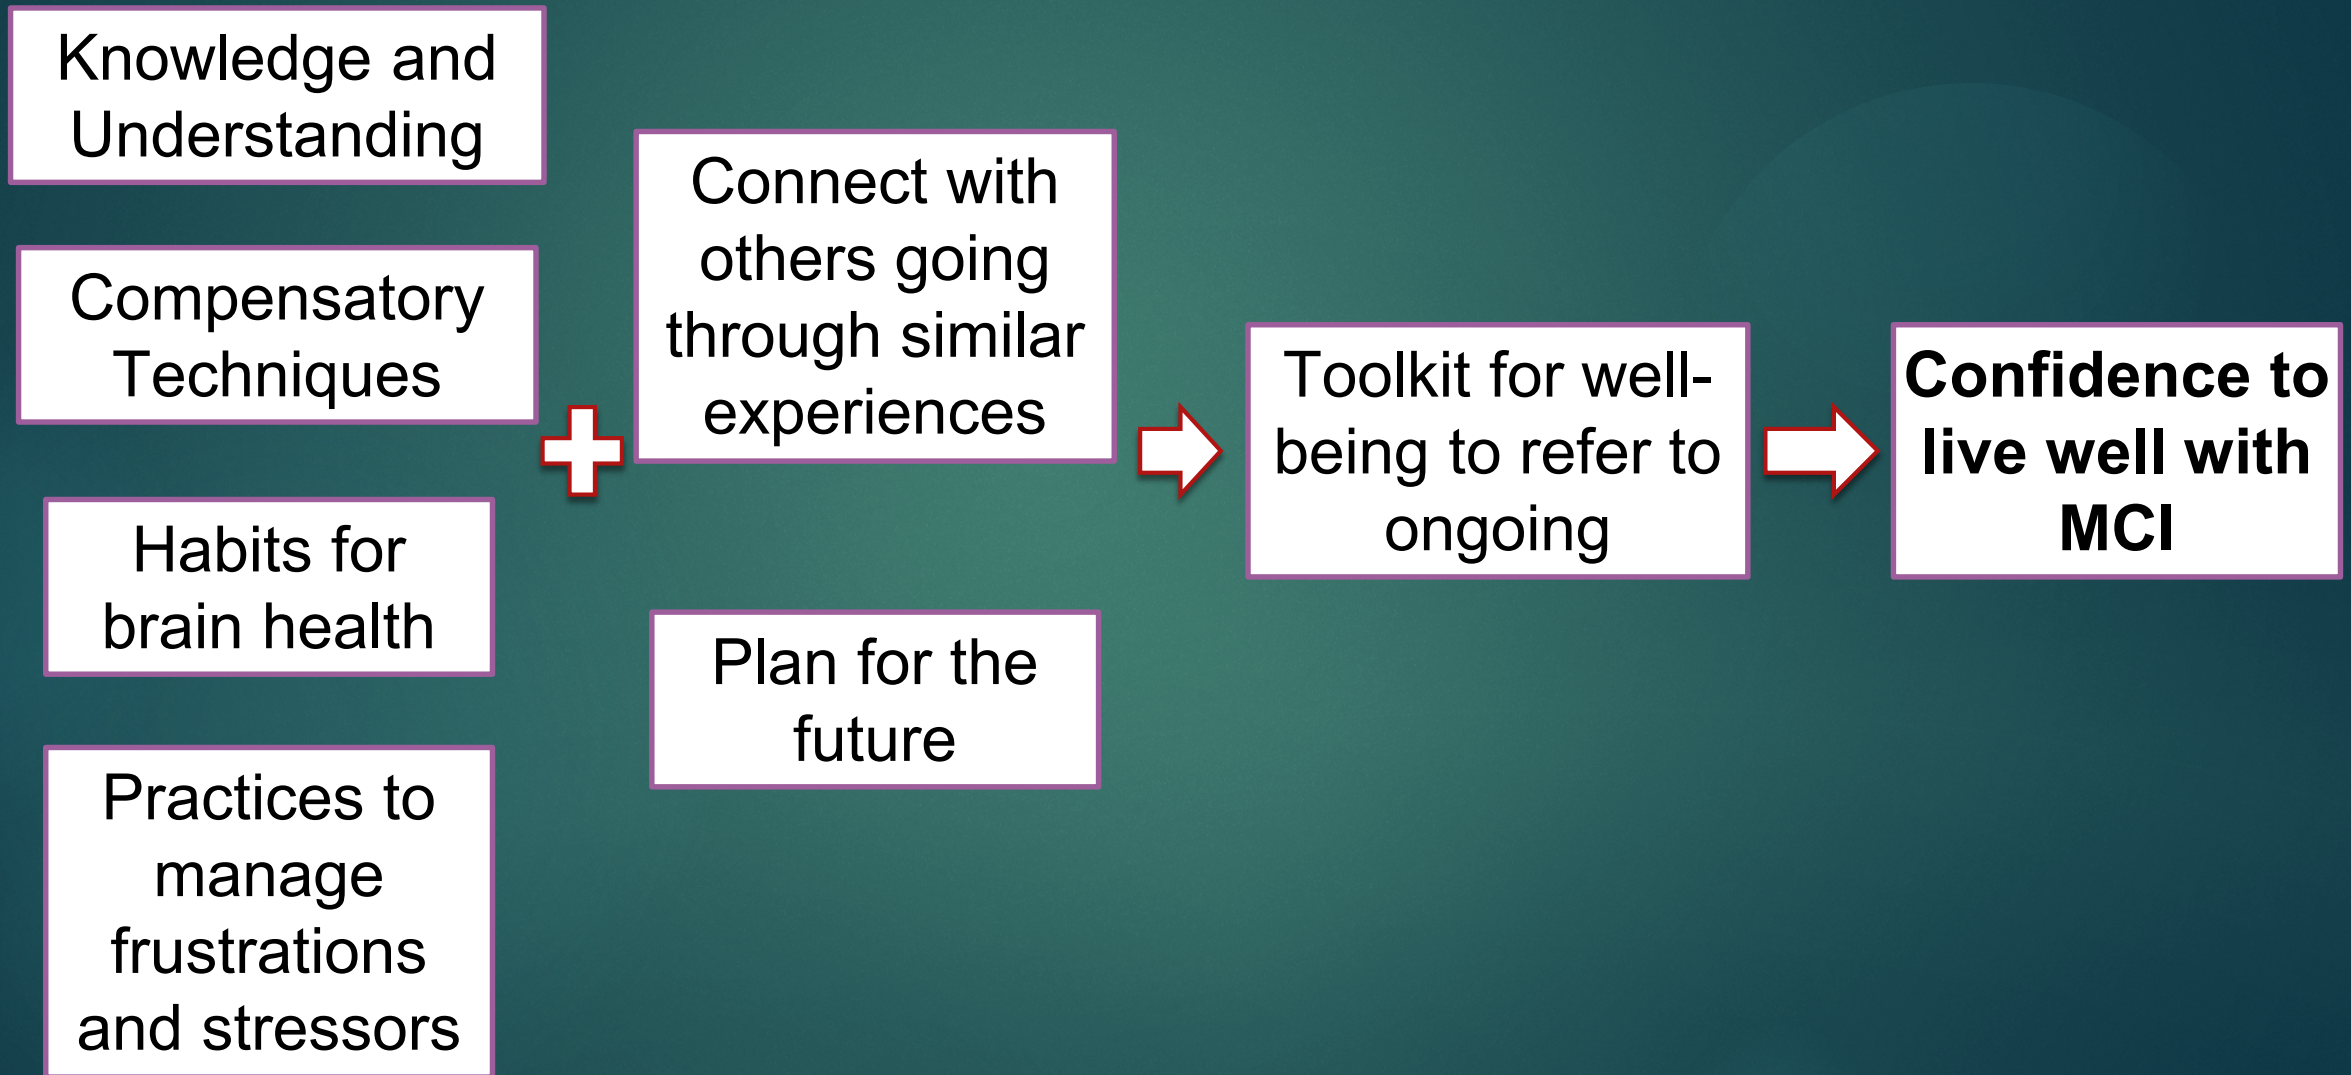 Knowledge and
Understanding
Compensatory
Techniques
Habits for
brain health
Practices to
manage
frustrations
and stressors
Connect with
others going
through similar
experiences
Plan for the
future
Toolkit for well-
being to refer to
ongoing
Confidence to
live well with
MCI